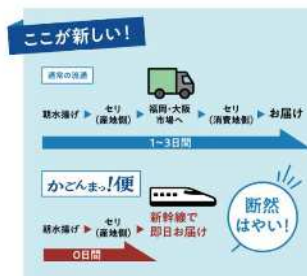 ここが新しい!
通常の流通
朝水揚げ ▶ セリ(産地側) ▶ 福岡・大阪市場へ ▶ セリ(消費地側) ▶ お届け
1~3日間
かごんまっ!便
朝水揚げ ▶ セリ(産地側) ▶ 新幹線で即日お届け
0日間
断然
はやい!